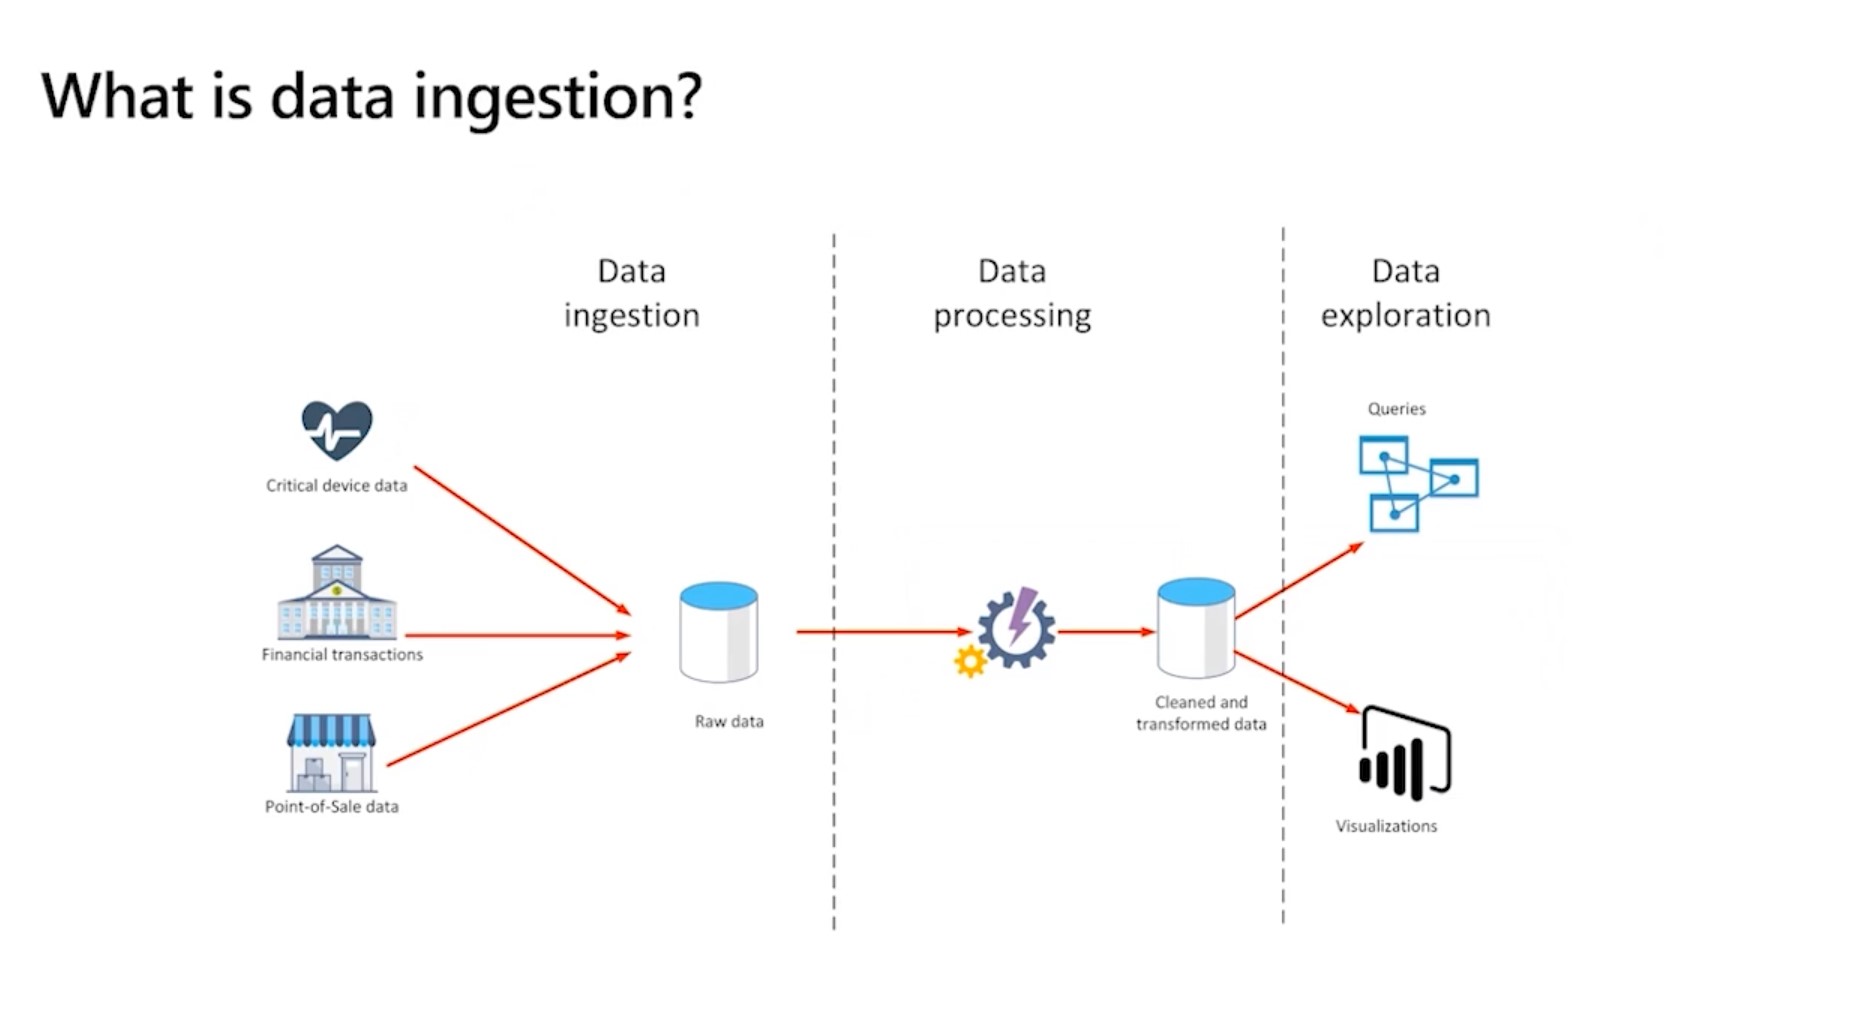 What is data ingestion?
Data
ingestion
Data
processing
Data
exploration
Critical device data
Financial transactions
Point-of-Sale data
Raw data
Cleaned and
transformed data
Queries
Visualizations